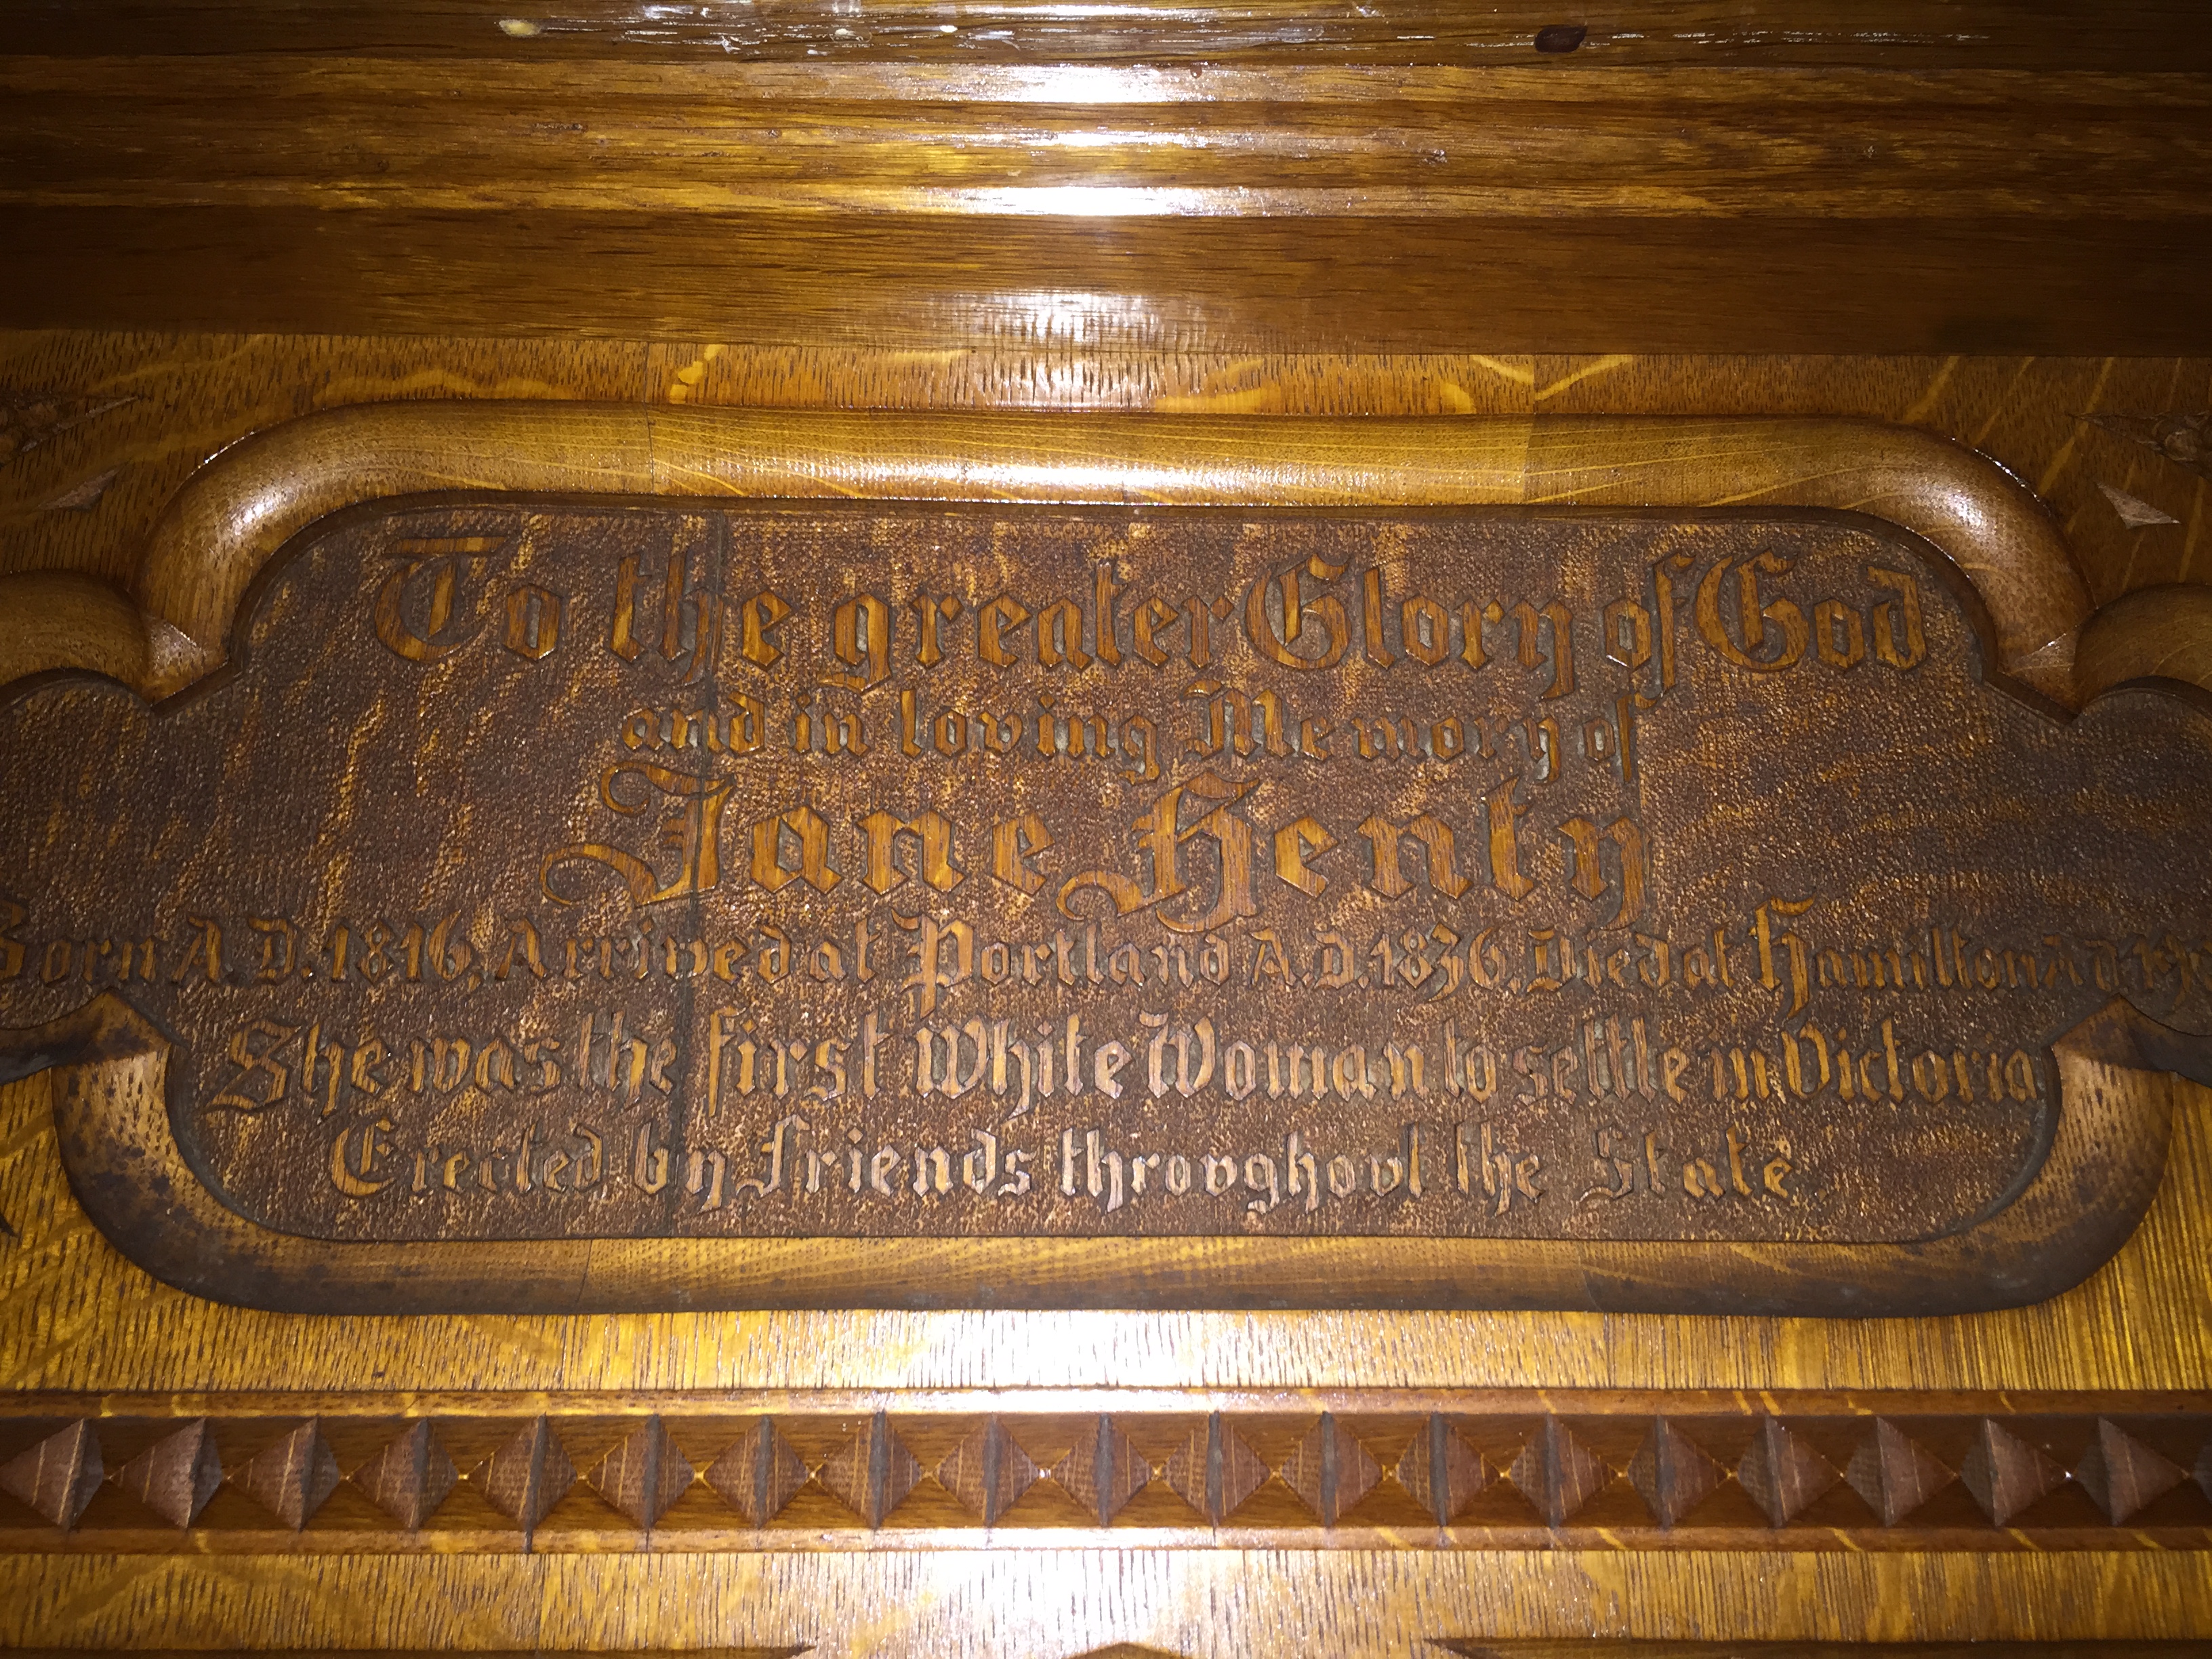 To the greater Glory of God
and in loving Memory of
Jane Henty
Born A.D. 1816, Arrived at Portland A.D. 1836. Died at Hamilton A D
She was the first White Woman to settle in Victoria
Erected by friends throvghovt the State.